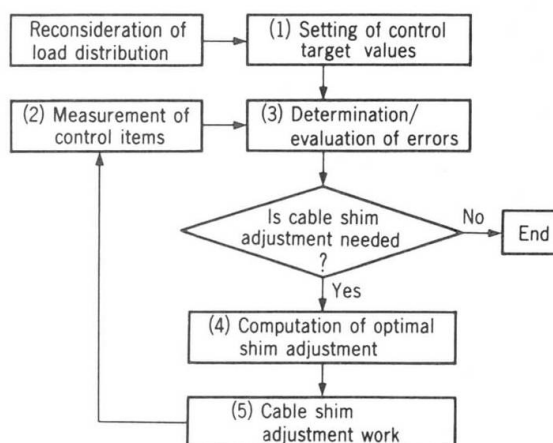 Reconsideration of
load distribution
(1) Setting of control
target values
(2) Measurement of
control items
(3) Determination/
evaluation of errors
Is cable shim
adjustment needed
?
No
End
Yes
(4) Computation of optimal
shim adjustment
(5) Cable shim
adjustment work